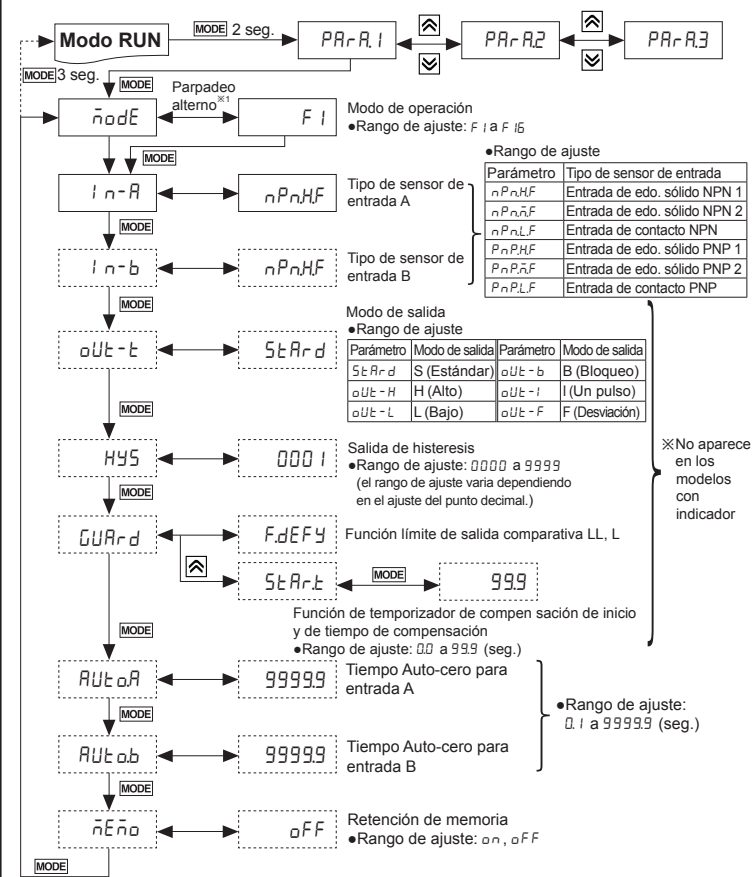 Modo RUN MODE 2 seg. PArA.1 PArA.2 PArA.3
MODE 3 seg.
MODE
Parpadeo
alterno※1
modE F 1
Modo de operación
●Rango de ajuste: F 1 a F 16
MODE
●Rango de ajuste
Parámetro Tipo de sensor de entrada
nPn.H.F Entrada de edo. sólido NPN 1
nPn.m.F Entrada de edo. sólido NPN 2
nPn.L.F Entrada de contacto NPN
PnP.H.F Entrada de edo. sólido PNP 1
PnP.m.F Entrada de edo. sólido PNP 2
PnP.L.F Entrada de contacto PNP
In-A nPn.H.F
Tipo de sensor de
entrada A
MODE
In-b nPn.H.F
Tipo de sensor de
entrada B
MODE
oUt-t StArd
Modo de salida
●Rango de ajuste
Parámetro Modo de salida Parámetro Modo de salida
StArd S (Estándar) oUt-b B (Bloqueo)
oUt-H H (Alto) oUt-I I (Un pulso)
oUt-L L (Bajo) oUt-F F (Desviación)
MODE
HYS 0001
Salida de histeresis
●Rango de ajuste: 0000 a 9999
(el rango de ajuste varia dependiendo
en el ajuste del punto decimal.)
※No aparece
en los
modelos
con
indicador
MODE
GUArd F.dEFY Función límite de salida comparativa LL, L
StAr.t MODE 99.9
Función de temporizador de compen sación de inicio
y de tiempo de compensación
●Rango de ajuste: 0.0 a 99.9 (seg.)
MODE
AUto.A 9999.9
Tiempo Auto-cero para
entrada A
MODE
●Rango de ajuste:
0.1 a 9999.9 (seg.)
AUto.b 9999.9
Tiempo Auto-cero para
entrada B
MODE
mEmo oFF
Retención de memoria
●Rango de ajuste: on, oFF
MODE